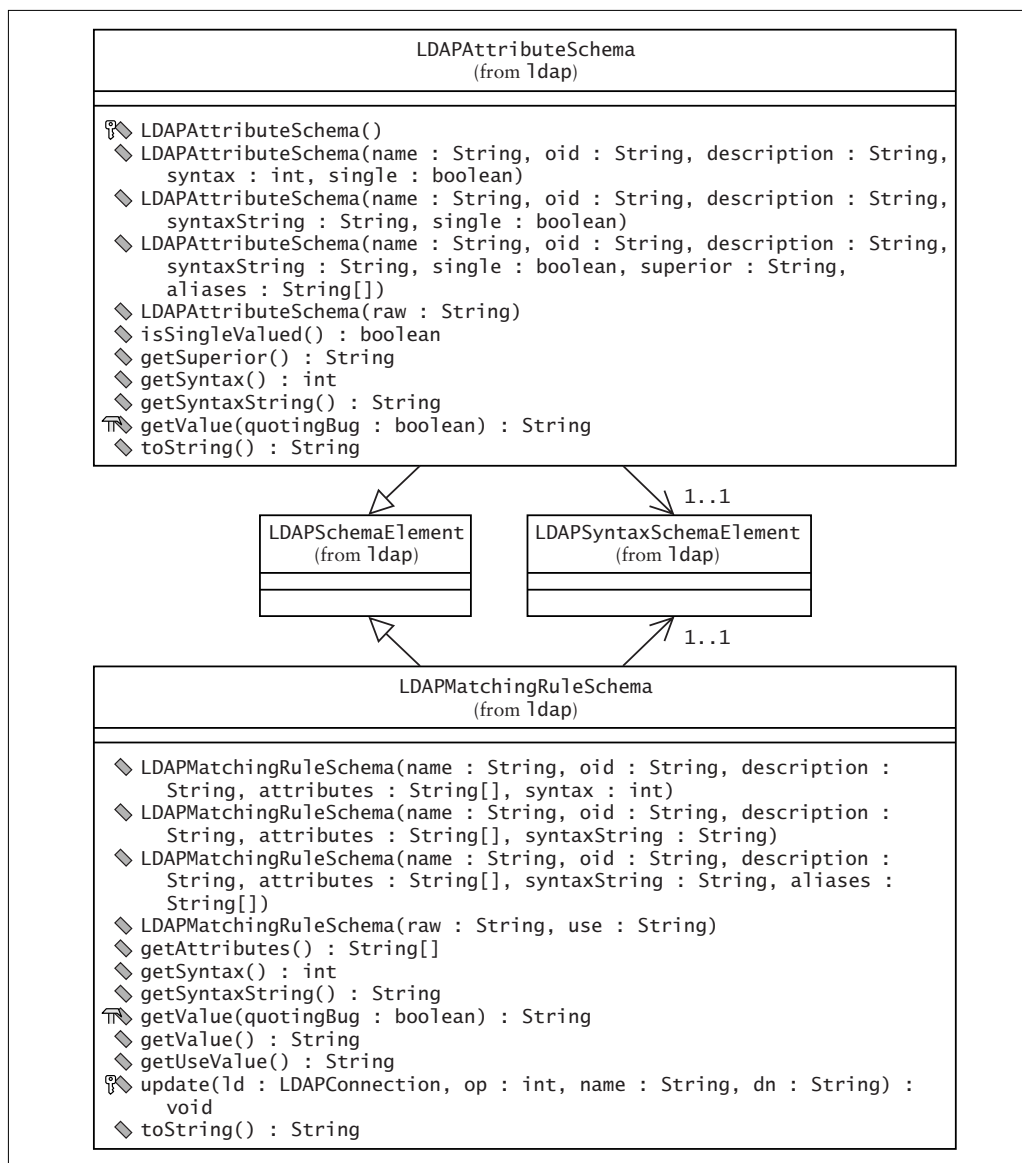 LDAPAttributeSchema
(from ldap)
LDAPAttributeSchema()
LDAPAttributeSchema(name : String, oid : String, description : String,
syntax : int, single : boolean)
LDAPAttributeSchema(name : String, oid : String, description : String,
syntaxString : String, single : boolean)
LDAPAttributeSchema(name : String, oid : String, description : String,
syntaxString : String, single : boolean, superior : String,
aliases : String[])
LDAPAttributeSchema(raw : String)
isSingleValued() : boolean
getSuperior() : String
getSyntax() : int
getSyntaxString() : String
getValue(quotingBug : boolean) : String
toString() : String
1..1
LDAPSchemaElement
(from ldap)
LDAPSyntaxSchemaElement
(from ldap)
1..1
LDAPMatchingRuleSchema
(from ldap)
LDAPMatchingRuleSchema(name : String, oid : String, description :
String, attributes : String[], syntax : int)
LDAPMatchingRuleSchema(name : String, oid : String, description :
String, attributes : String[], syntaxString : String)
LDAPMatchingRuleSchema(name : String, oid : String, description :
String, attributes : String[], syntaxString : String, aliases :
String[])
LDAPMatchingRuleSchema(raw : String, use : String)
getAttributes() : String[]
getSyntax() : int
getSyntaxString() : String
getValue(quotingBug : boolean) : String
getValue() : String
getUseValue() : String
update(ld : LDAPConnection, op : int, name : String, dn : String) :
void
toString() : String